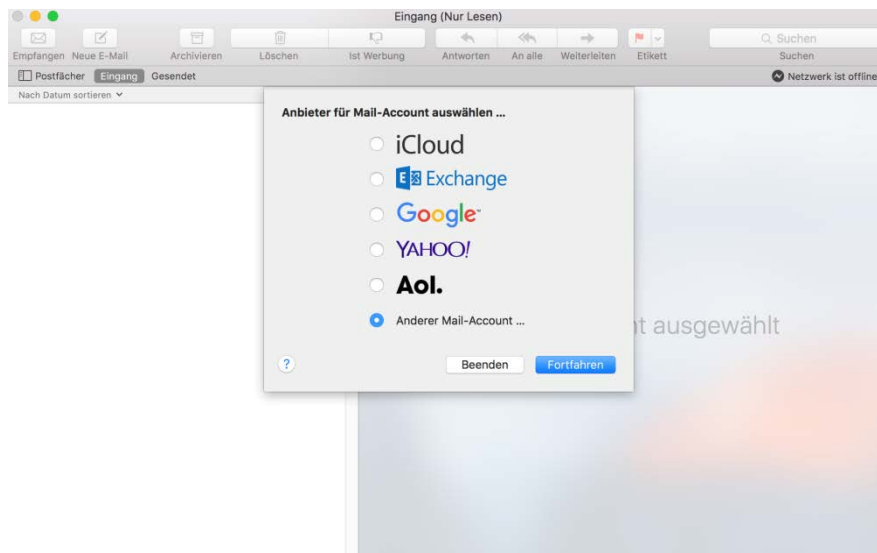 Eingang (Nur Lesen)
Suchen
Empfangen Neue E-Mail Archivieren Löschen Ist Werbung Antworten An alle Weiterleiten Etikett Suchen
Postfächer Eingang Gesendet Netzwerk ist offline
Nach Datum sortieren
Anbieter für Mail-Account auswählen ...
iCloud
E Exchange
Google
YAHOO!
Aol.
Anderer Mail-Account ...
ausgewählt
? Beenden Fortfahren